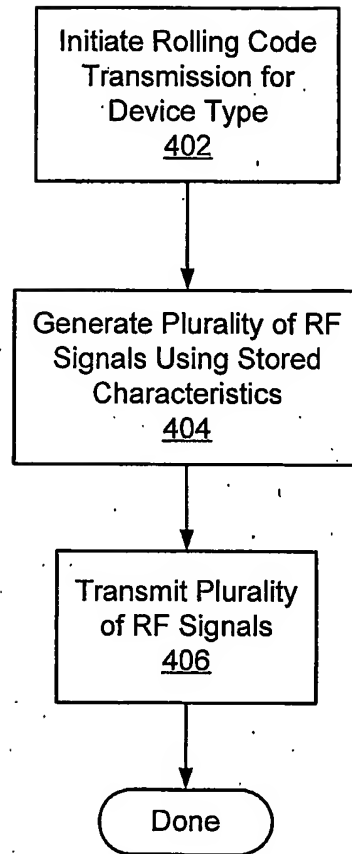 Initiate Rolling Code
Transmission for
Device Type
402
Generate Plurality of RF
Signals Using Stored
Characteristics
404
Transmit Plurality
of RF Signals
406
Done